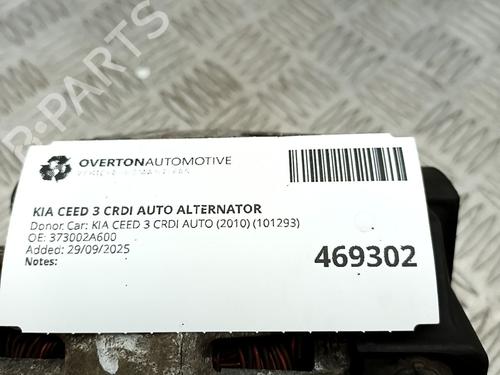 OVERTONAUTOMOTIVE
KIA CEED 3 CRDI AUTO ALTERNATOR
Donor Car: KIA CEED 3 CRDI AUTO (2010) (101293)
OE: 373002A600
Added: 29/09/2025
Notes:
469302